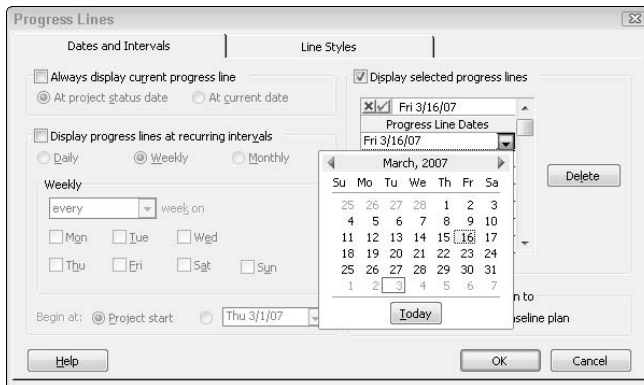 Progress Lines
Dates and Intervals
Line Styles
Always display current progress line
At project status date
At current date
Display progress lines at recurring intervals
Daily
Weekly
Monthly
Weekly
every
week on
Mon
Tue
Wed
Thu
Fri
Sat
Sun
Begin at:
Project start
Thu 3/1/07
Display selected progress lines
Fri 3/16/07
Progress Line Dates
Fri 3/16/07
March, 2007
Su Mo Tu We Th Fr Sa
25 26 27 28 1 2 3
4 5 6 7 8 9 10
11 12 13 14 15 16 17
18 19 20 21 22 23 24
25 26 27 28 29 30 31
1 2 3 4 5 6 7
Today
Delete
to
plan
Help
OK
Cancel